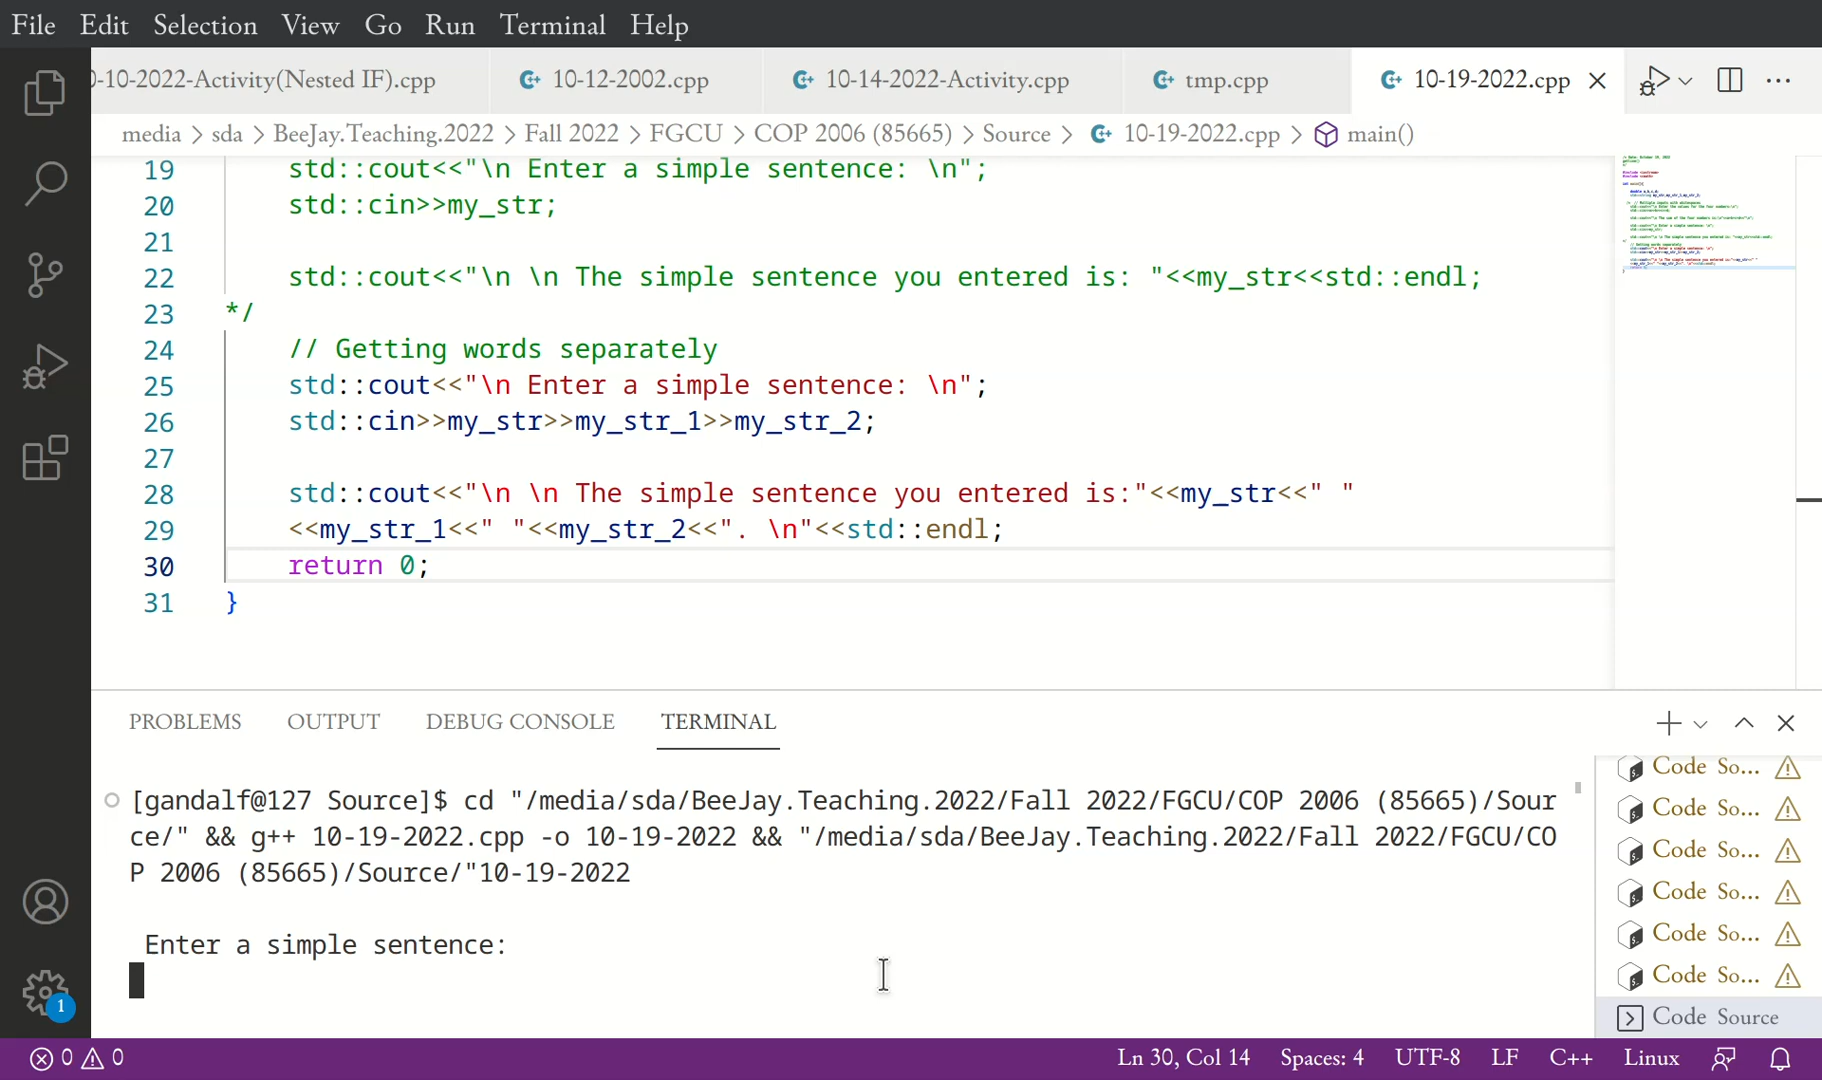 File Edit Selection View Go Run Terminal Help
0-10-2022-Activity(Nested IF).cpp 10-12-2002.cpp 10-14-2022-Activity.cpp tmp.cpp 10-19-2022.cpp
media > sda > BeeJay.Teaching.2022 > Fall 2022 > FGCU > COP 2006 (85665) > Source > 10-19-2022.cpp > main()
19 std::cout<<"\n Enter a simple sentence: \n";
20 std::cin>>my_str;
21
22 std::cout<<"\n \n The simple sentence you entered is: "<<my_str<<std::endl;
23 */
24 // Getting words separately
25 std::cout<<"\n Enter a simple sentence: \n";
26 std::cin>>my_str>>my_str_1>>my_str_2;
27
28 std::cout<<"\n \n The simple sentence you entered is:"<<my_str<<" "
29 <<my_str_1<<" "<<my_str_2<<". \n"<<std::endl;
30 return 0;
31 }
PROBLEMS OUTPUT DEBUG CONSOLE TERMINAL
[gandalf@127 Source]$ cd "/media/sda/BeeJay.Teaching.2022/Fall 2022/FGCU/COP 2006 (85665)/Sour
ce/" && g++ 10-19-2022.cpp -o 10-19-2022 && "/media/sda/BeeJay.Teaching.2022/Fall 2022/FGCU/CO
P 2006 (85665)/Source/"10-19-2022
Enter a simple sentence:
Code So...
Code So...
Code So...
Code So...
Code So...
Code So...
Code Source
1
0 0 Ln 30, Col 14 Spaces: 4 UTF-8 LF C++ Linux